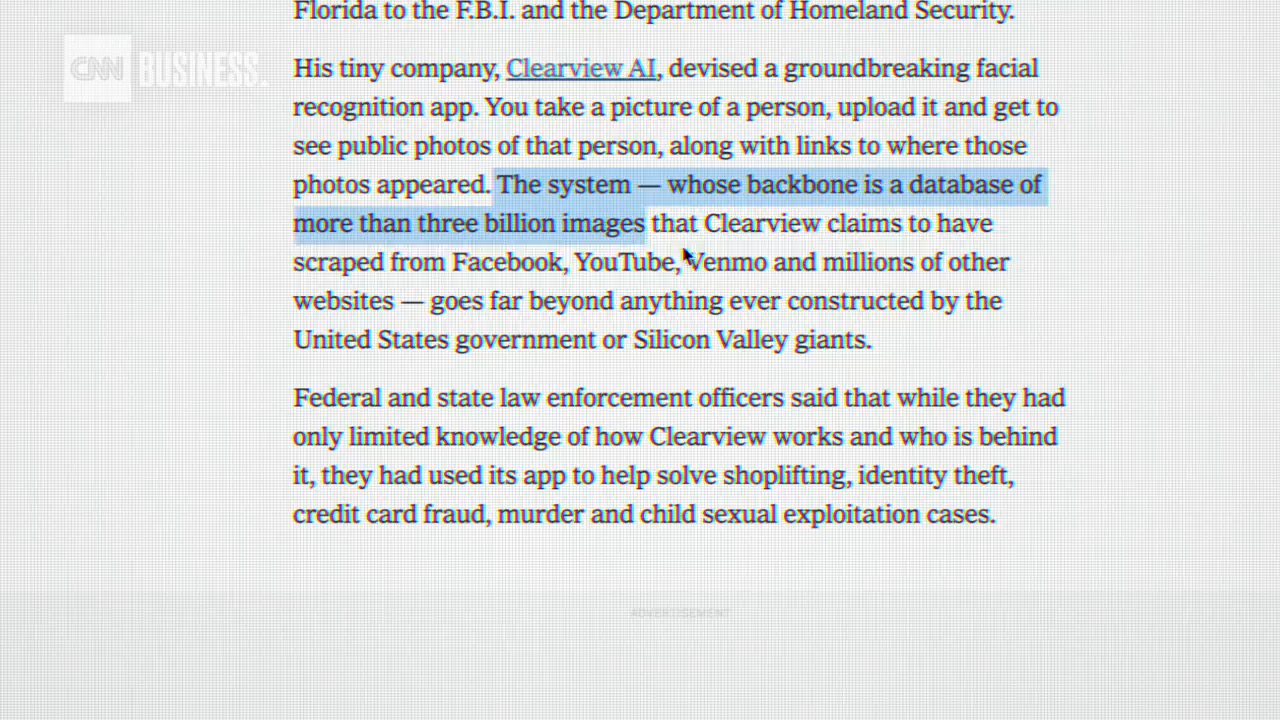 Florida to the F.B.I. and the Department of Homeland Security.
CNN BUSINESS.
His tiny company, Clearview AI, devised a groundbreaking facial
recognition app. You take a picture of a person, upload it and get to
see public photos of that person, along with links to where those
photos appeared. The system — whose backbone is a database of
more than three billion images that Clearview claims to have
scraped from Facebook, YouTube, Venmo and millions of other
websites — goes far beyond anything ever constructed by the
United States government or Silicon Valley giants.
Federal and state law enforcement officers said that while they had
only limited knowledge of how Clearview works and who is behind
it, they had used its app to help solve shoplifting, identity theft,
credit card fraud, murder and child sexual exploitation cases.
ADVERTISEMENT